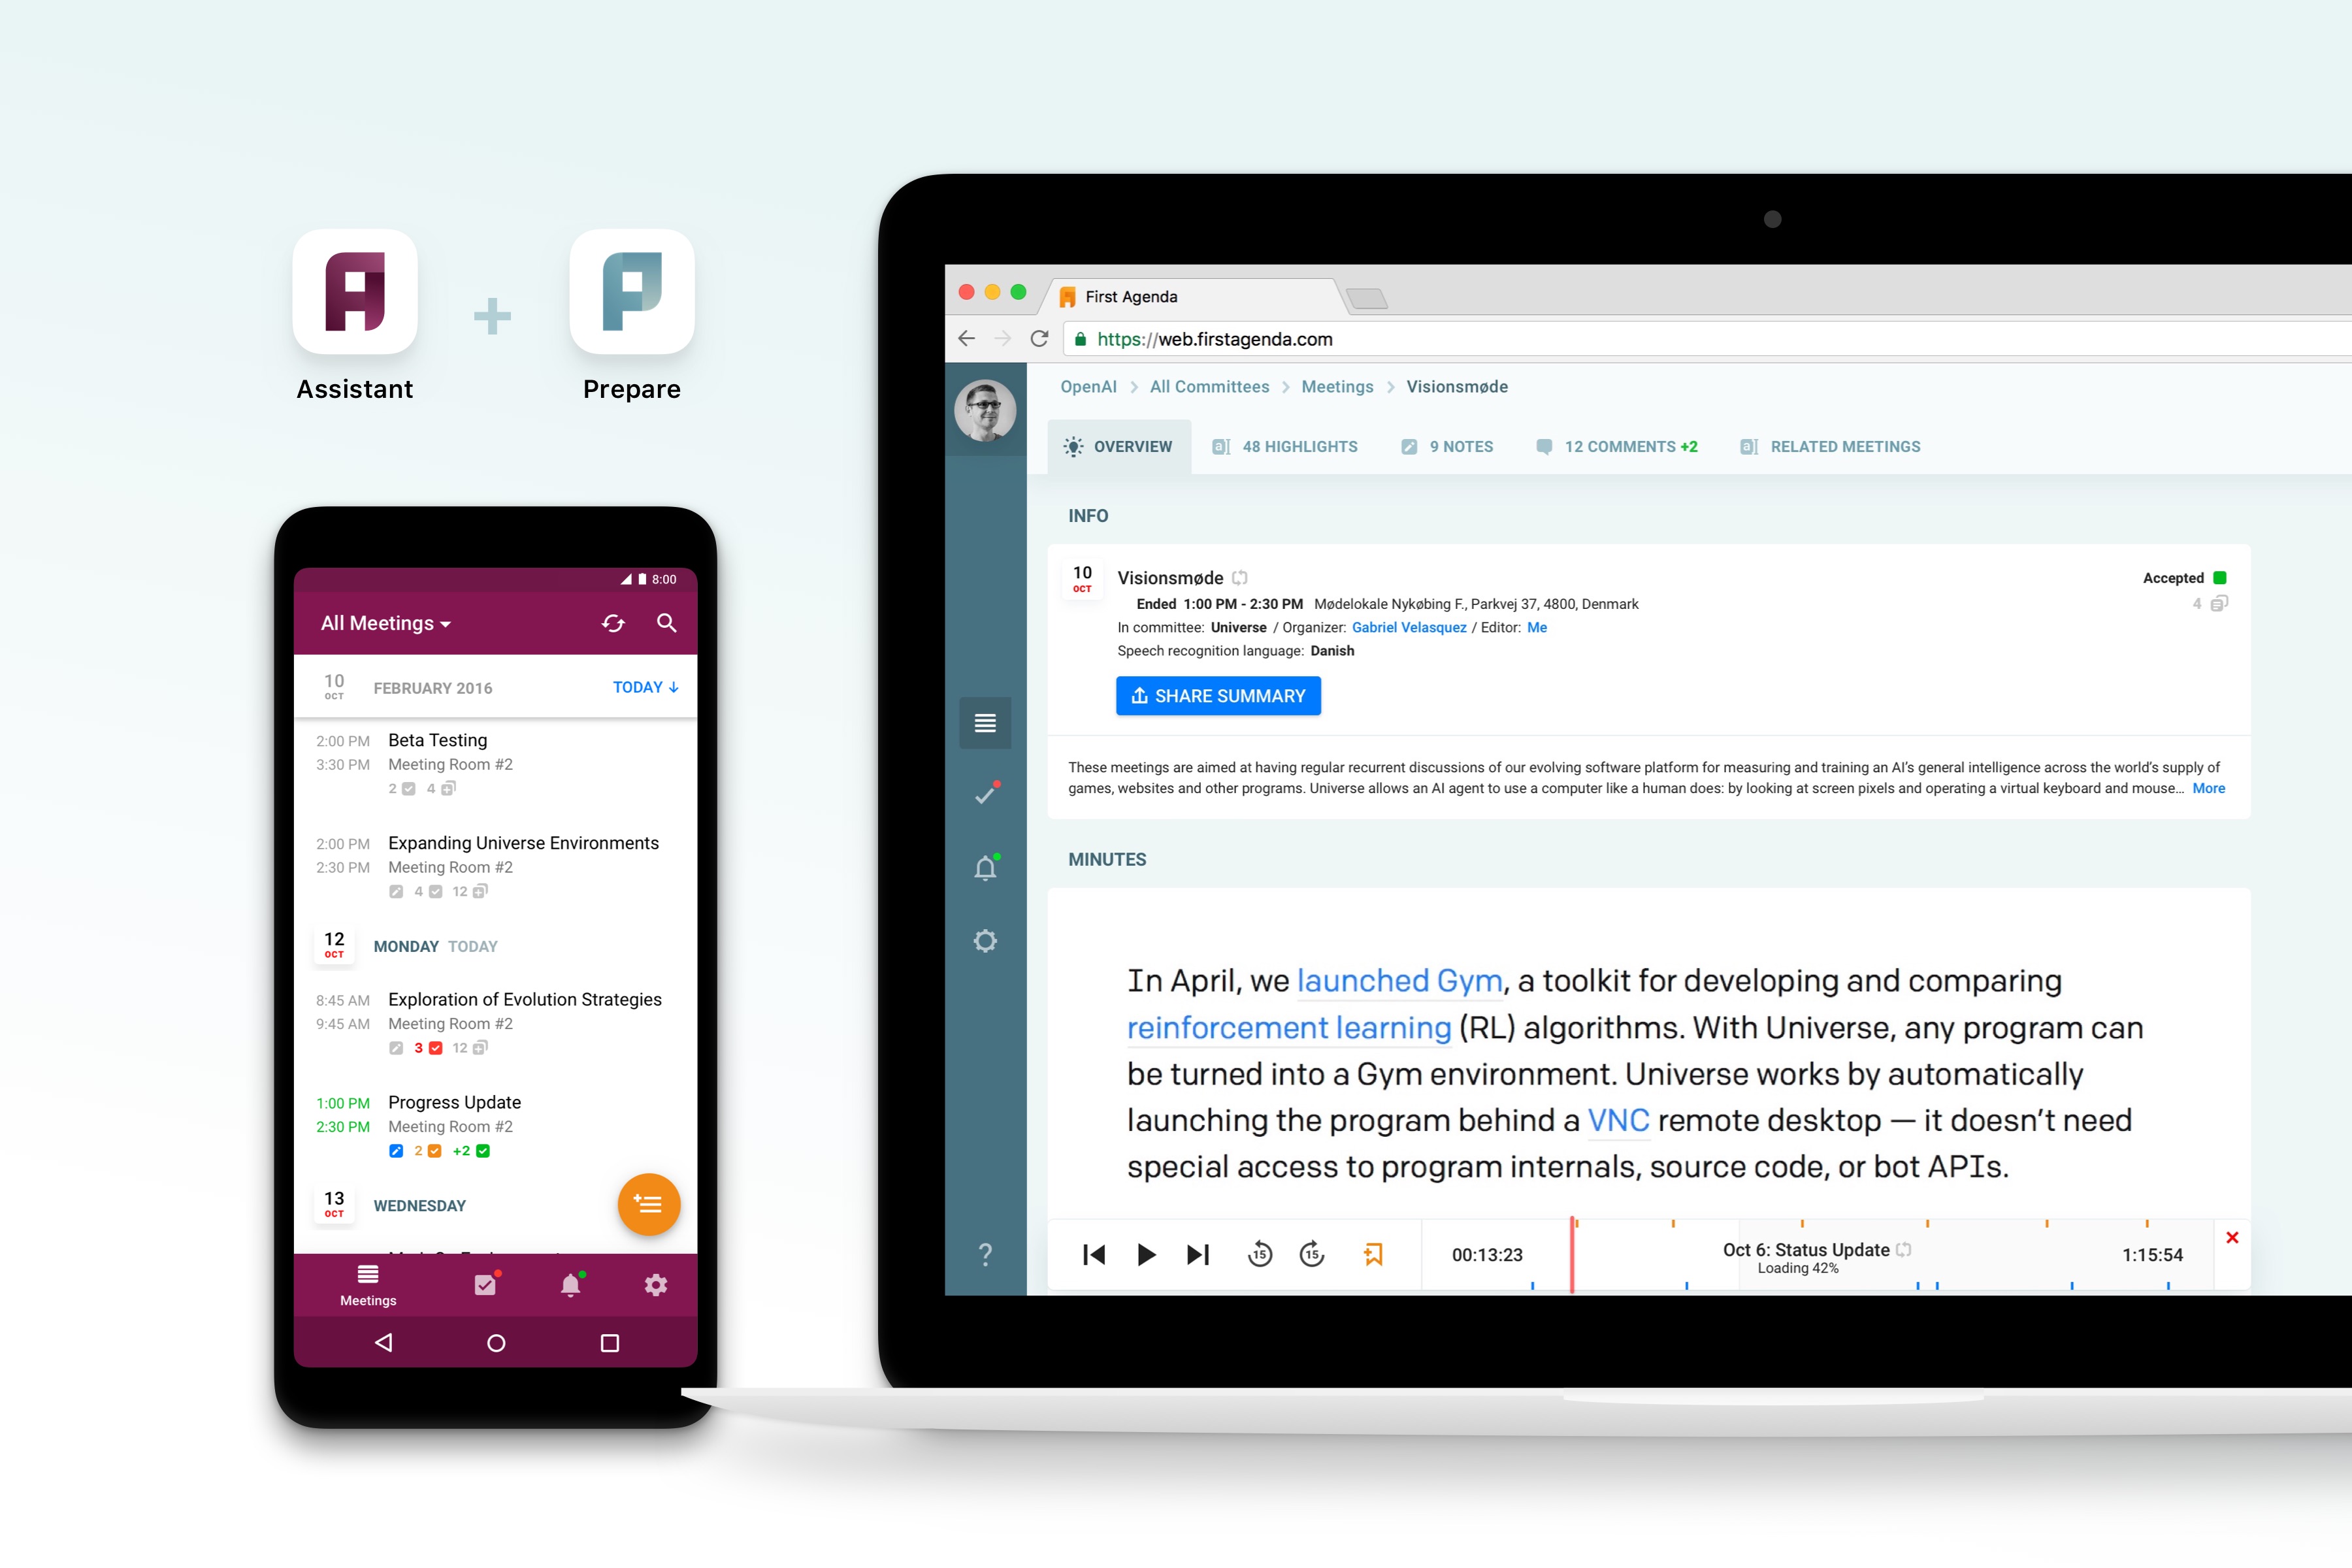 Assistant
+
Prepare
8:00
All Meetings
10
OCT
FEBRUARY 2016
TODAY ↓
2:00 PM
Beta Testing
3:30 PM
Meeting Room #2
2
4
2:00 PM
Expanding Universe Environments
2:30 PM
Meeting Room #2
4
12
12
OCT
MONDAY TODAY
8:45 AM
Exploration of Evolution Strategies
9:45 AM
Meeting Room #2
3
12
1:00 PM
Progress Update
2:30 PM
Meeting Room #2
2
+2
13
OCT
WEDNESDAY
Meetings
First Agenda
https://web.firstagenda.com
OpenAI > All Committees > Meetings > Visionsmøde
OVERVIEW
48 HIGHLIGHTS
9 NOTES
12 COMMENTS +2
RELATED MEETINGS
INFO
10
OCT
Visionsmøde
Accepted
Ended 1:00 PM - 2:30 PM Mødelokale Nykøbing F., Parkvej 37, 4800, Denmark
4
In committee: Universe / Organizer: Gabriel Velasquez / Editor: Me
Speech recognition language: Danish
SHARE SUMMARY
These meetings are aimed at having regular recurrent discussions of our evolving software platform for measuring and training an AI's general intelligence across the world's supply of
games, websites and other programs. Universe allows an AI agent to use a computer like a human does: by looking at screen pixels and operating a virtual keyboard and mouse... More
MINUTES
In April, we launched Gym, a toolkit for developing and comparing
reinforcement learning (RL) algorithms. With Universe, any program can
be turned into a Gym environment. Universe works by automatically
launching the program behind a VNC remote desktop — it doesn't need
special access to program internals, source code, or bot APIs.
?
15
15
00:13:23
Oct 6: Status Update
Loading 42%
1:15:54